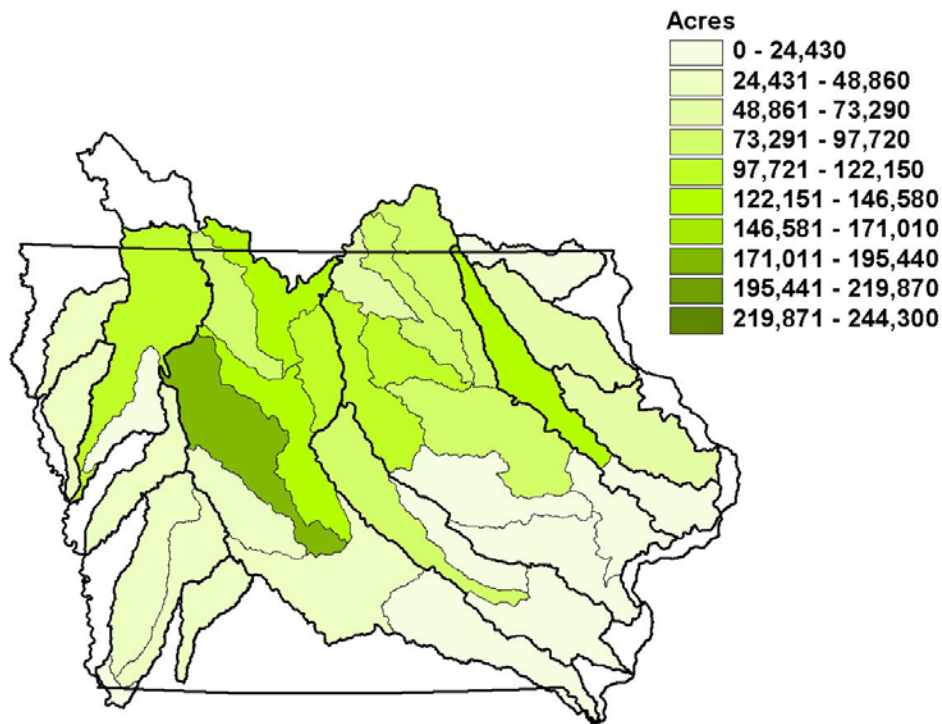 Acres
0 - 24,430
24,431 - 48,860
48,861 - 73,290
73,291 - 97,720
97,721 - 122,150
122,151 - 146,580
146,581 - 171,010
171,011 - 195,440
195,441 - 219,870
219,871 - 244,300